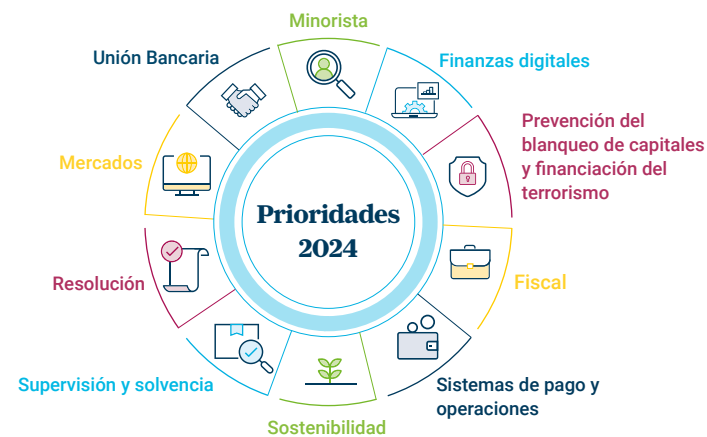 Minorista
Unión Bancaria
Finanzas digitales
Prevención del
blanqueo de capitales
y financiación del
terrorismo
Mercados
Prioridades
2024
Resolución
Fiscal
Supervisión y solvencia
Sistemas de pago y
operaciones
Sostenibilidad